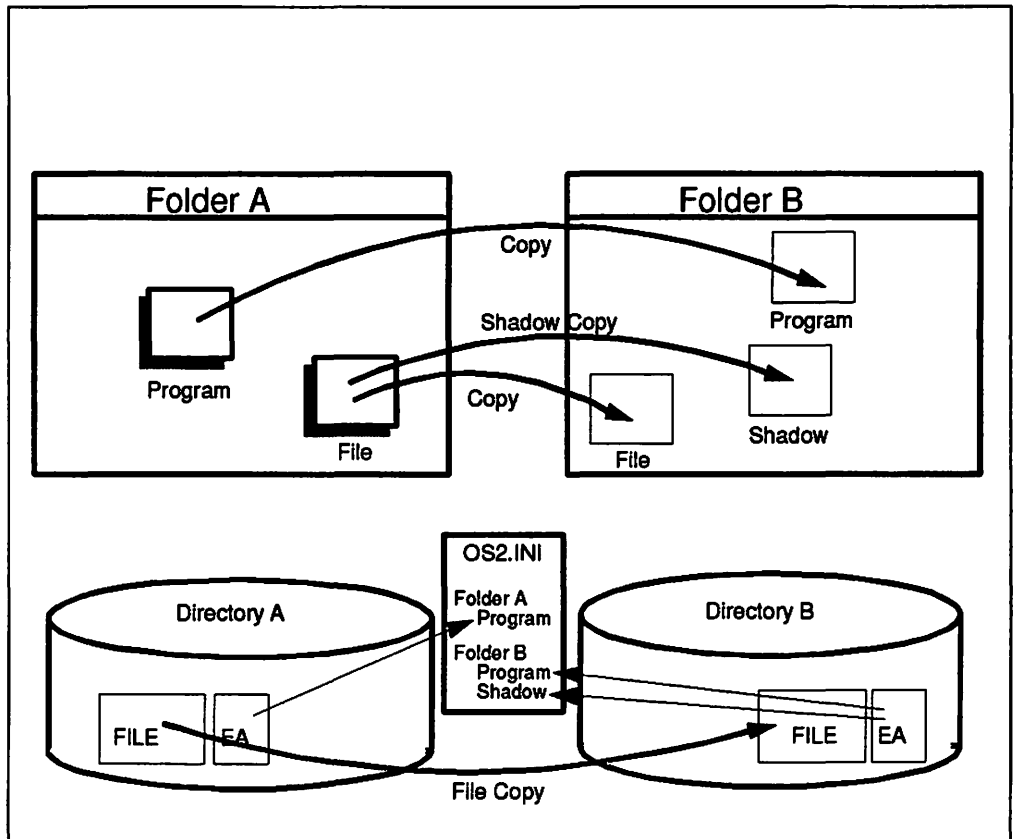 Folder A
Folder B
Copy
Program
Shadow Copy
Program
Copy
File
Shadow
File
OS2.INI
Directory A
Folder A
Program
Directory B
Folder B
Program
Shadow
FILE
EA
FILE
EA
File Copy